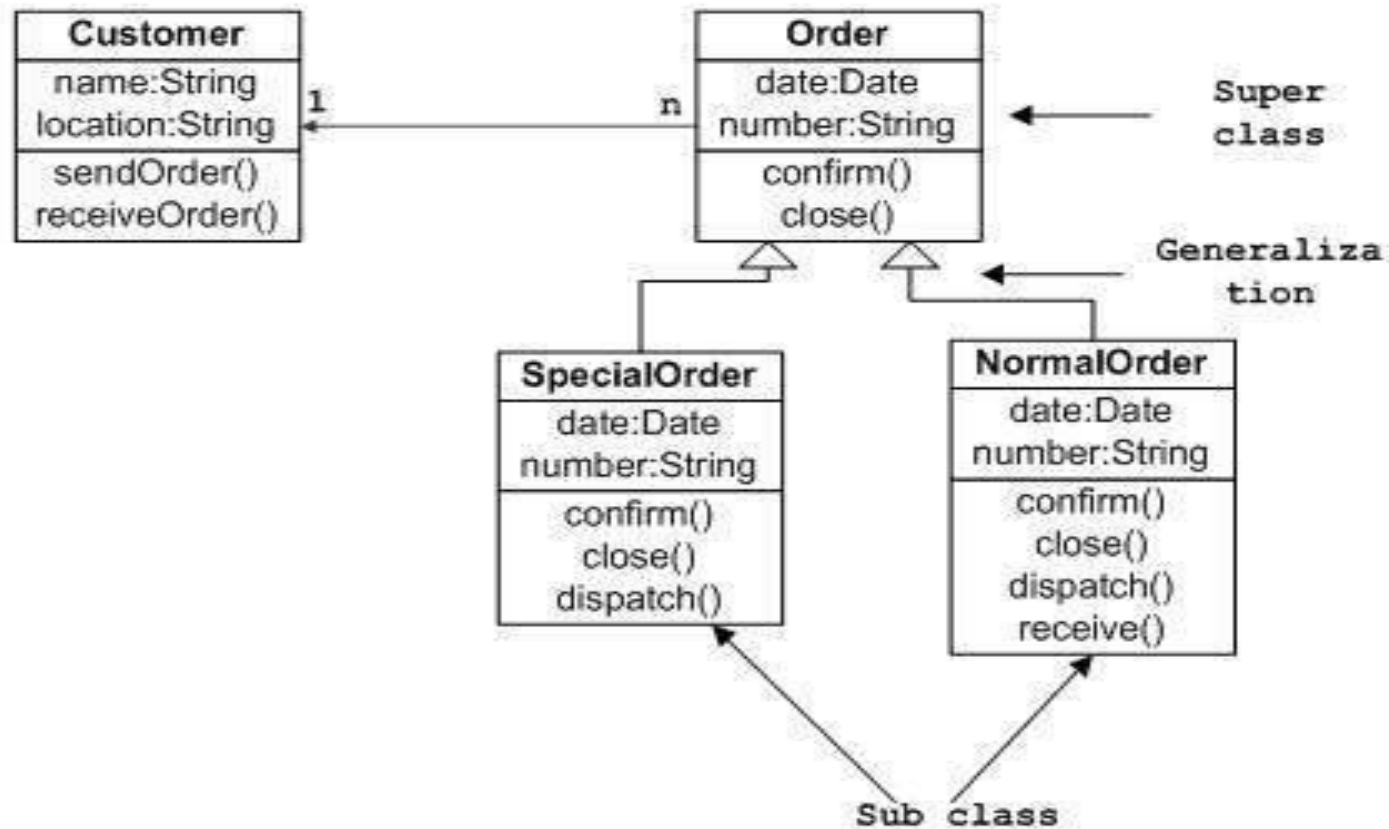 Customer
name:String
location:String
sendOrder()
receiveOrder()
1
n
Order
date:Date
number:String
confirm()
close()
Super
class
Generaliza
tion
SpecialOrder
date:Date
number:String
confirm()
close()
dispatch()
NormalOrder
date:Date
number:String
confirm()
close()
dispatch()
receive()
Sub class